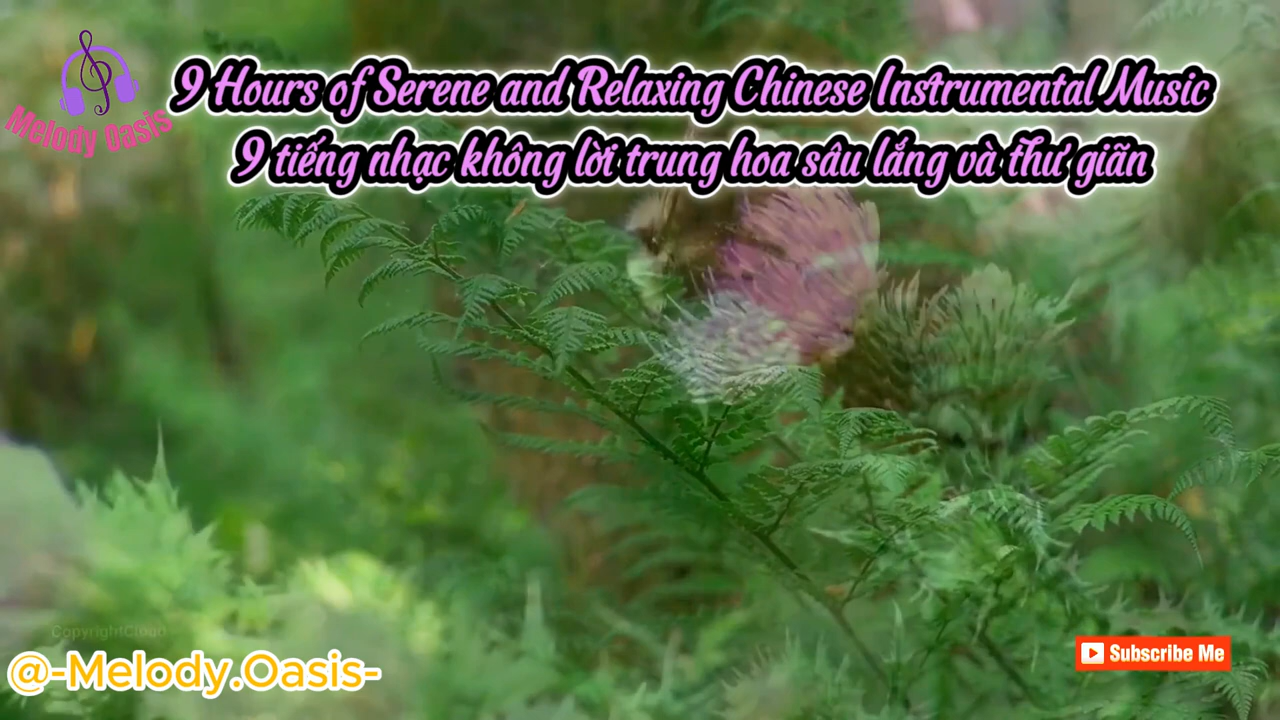 9 Hours of Serene and Relaxing Chinese Instrumental Music
9 tiếng nhạc không lời trung hoa sâu lắng và thư giãn
Melody Oasis
@-Melody.Oasis-
Subscribe Me